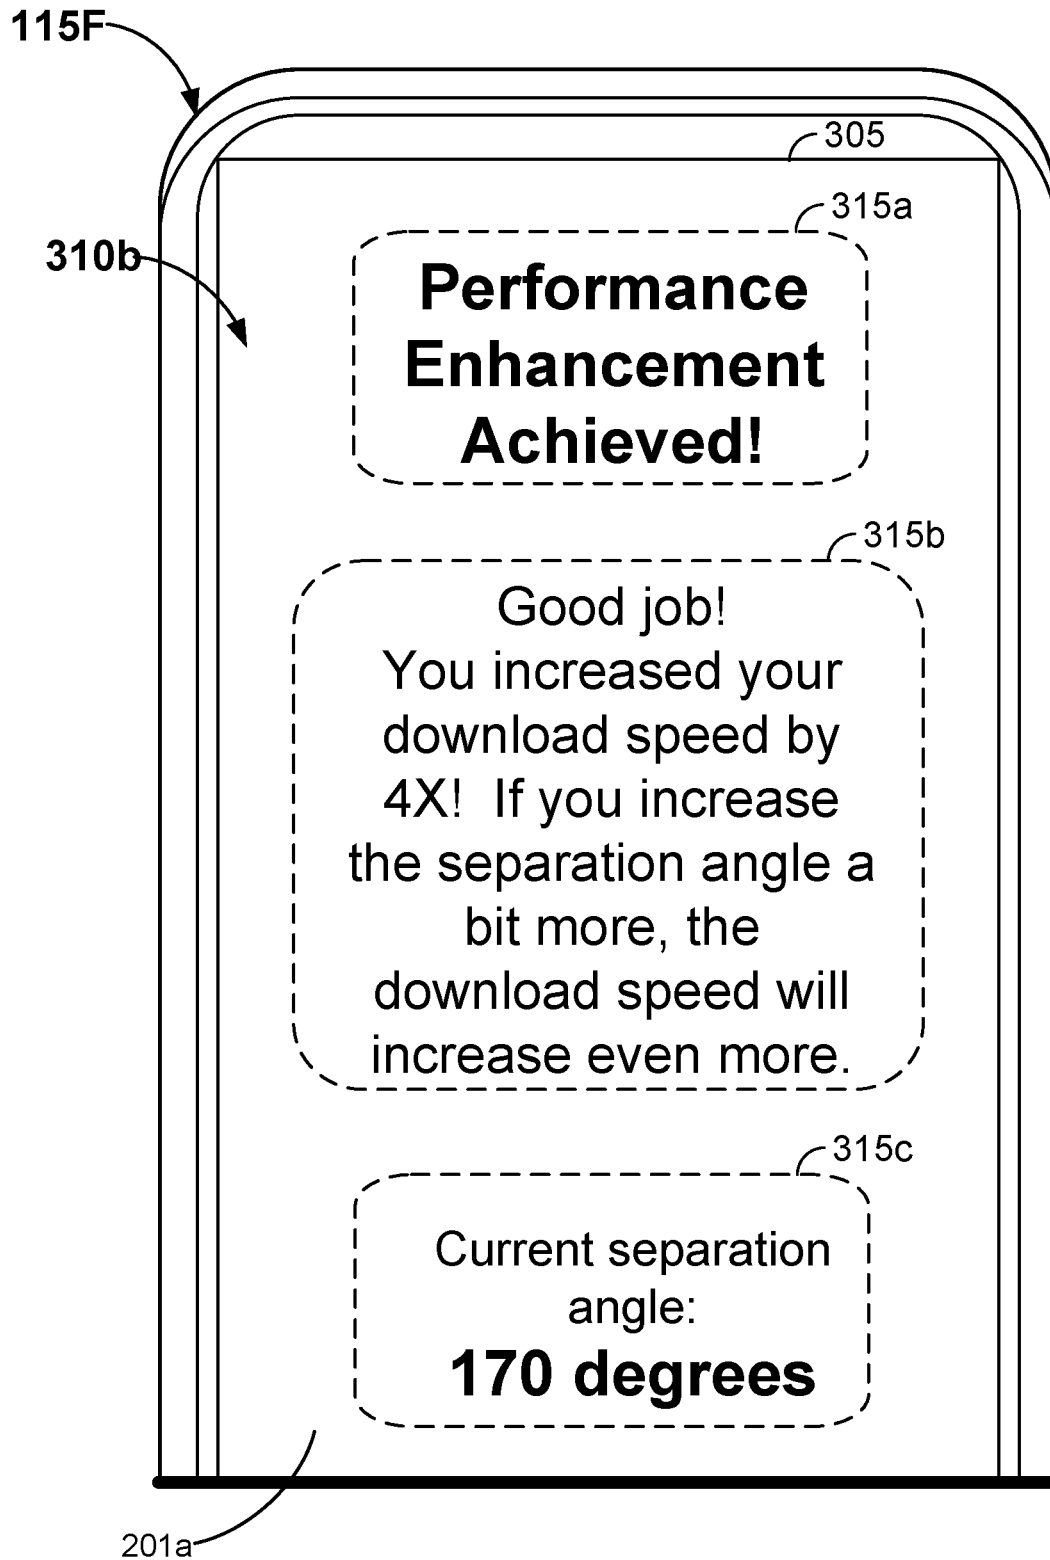 115F
305
315a
310b
Performance
Enhancement
Achieved!
315b
Good job!
You increased your
download speed by
4X! If you increase
the separation angle a
bit more, the
download speed will
increase even more.
315c
Current separation
angle:
170 degrees
201a